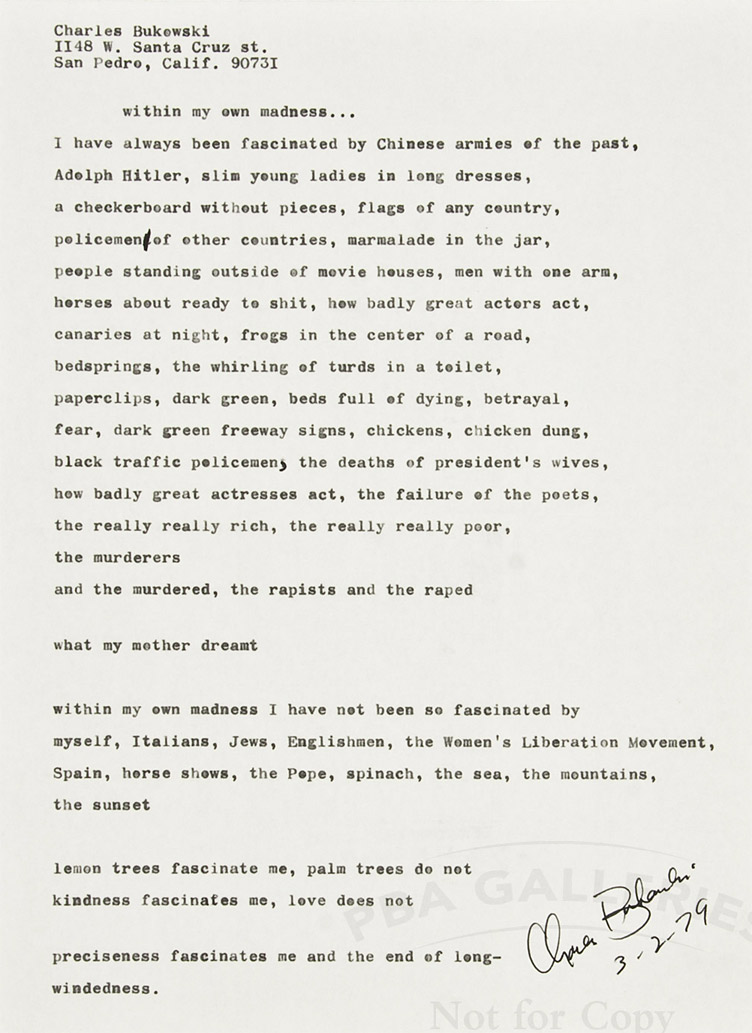 Charles Bukowski
II48 W. Santa Cruz st.
San Pedro, Calif. 9073I
within my own madness...
I have always been fascinated by Chinese armies of the past,
Adolph Hitler, slim young ladies in long dresses,
a checkerboard without pieces, flags of any country,
policemen of other countries, marmalade in the jar,
people standing outside of movie houses, men with one arm,
horses about ready to shit, how badly great actors act,
canaries at night, frogs in the center of a road,
bedsprings, the whirling of turds in a toilet,
paperclips, dark green, beds full of dying, betrayal,
fear, dark green freeway signs, chickens, chicken dung,
black traffic policemen, the deaths of president's wives,
how badly great actresses act, the failure of the poets,
the really really rich, the really really poor,
the murderers
and the murdered, the rapists and the raped
what my mother dreamt
within my own madness I have not been so fascinated by
myself, Italians, Jews, Englishmen, the Women's Liberation Movement,
Spain, horse shows, the Pope, spinach, the sea, the mountains,
the sunset
lemon trees fascinate me, palm trees do not
kindness fascinates me, love does not
PBA GALLERIES
Charles Bukowski
3-2-79
preciseness fascinates me and the end of long-
windedness.
Not for Copy